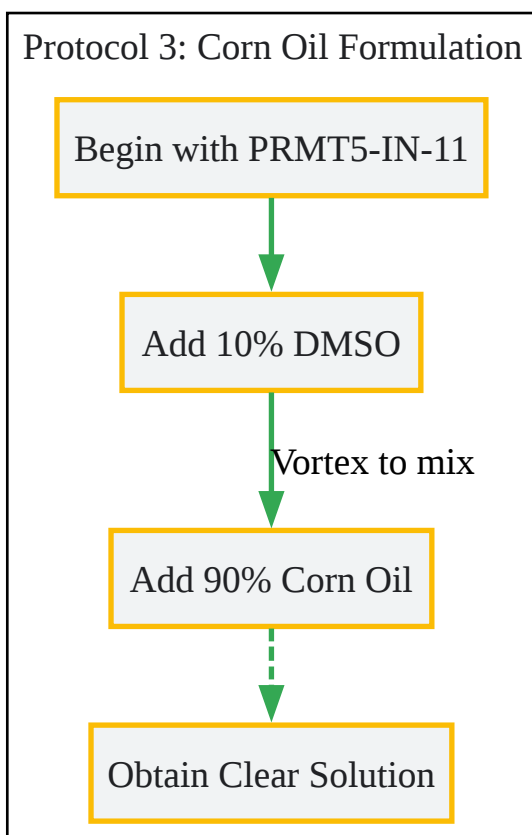 Protocol 3: Corn Oil Formulation
Begin with PRMT5-IN-11
Add 10% DMSO
Vortex to mix
Add 90% Corn Oil
Obtain Clear Solution